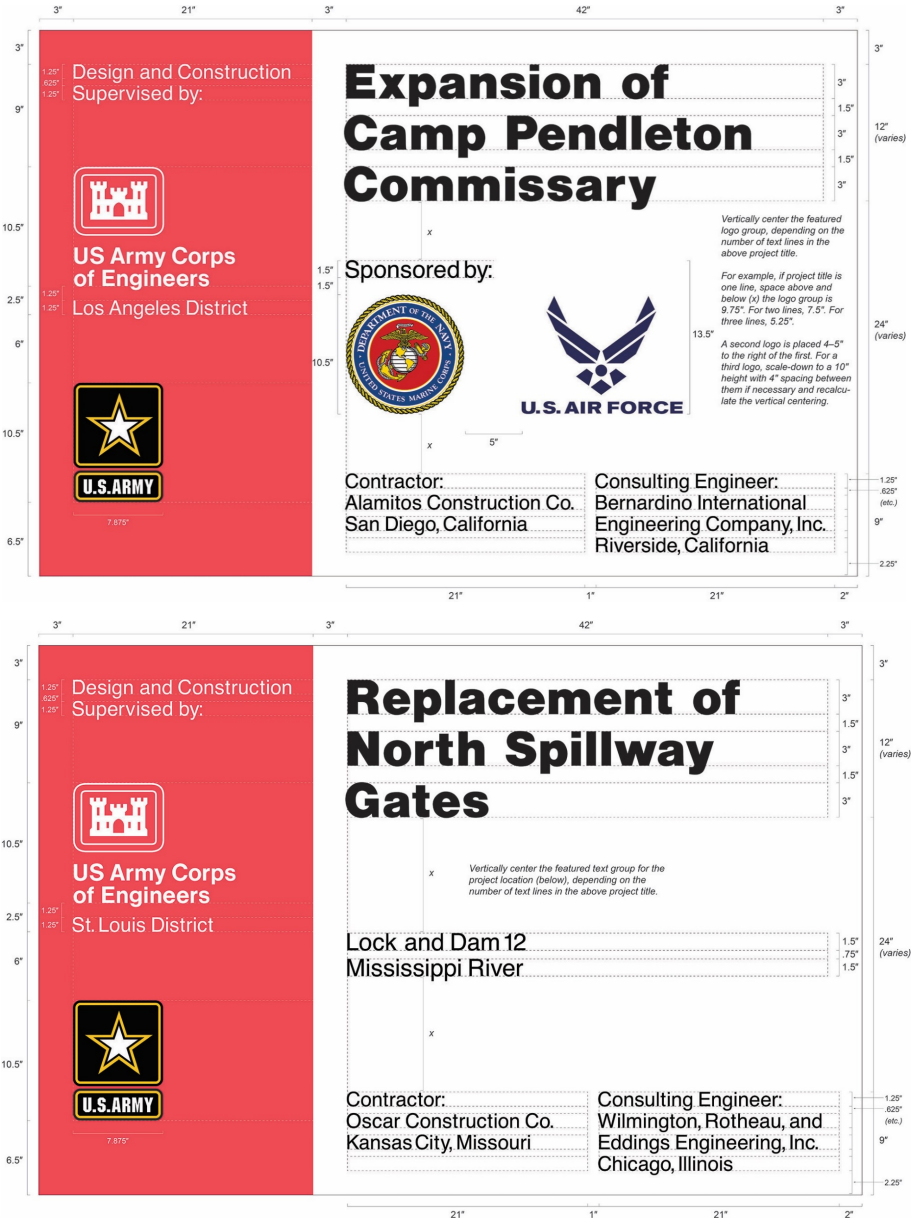 3" 21" 3" 42" 3"
3"
9"
10.5"
2.5"
6"
10.5"
6.5"
1.25"
.625"
1.25"
Design and Construction
Supervised by:
US Army Corps
of Engineers
1.25"
1.25"
Los Angeles District
U.S.ARMY
7.875"
Expansion of
Camp Pendleton
Commissary
3"
1.5"
3"
1.5"
3"
3"
12"
(varies)
24"
(varies)
x
Vertically center the featured
logo group, depending on the
number of text lines in the
above project title.
For example, if project title is
one line, space above and
below (x) the logo group is
9.75". For two lines, 7.5". For
three lines, 5.25".
A second logo is placed 4–5"
to the right of the first. For a
third logo, scale-down to a 10"
height with 4" spacing between
them if necessary and recalcu-
late the vertical centering.
1.5"
1.5"
10.5"
Sponsored by:
DEPARTMENT OF THE NAVY
UNITED STATES MARINE CORPS
U.S. AIR FORCE
13.5"
x
5"
Contractor:
Alamitos Construction Co.
San Diego, California
Consulting Engineer:
Bernardino International
Engineering Company, Inc.
Riverside, California
1.25"
.625"
(etc.)
9"
2.25"
21" 1" 21" 2"
3" 21" 3" 42" 3"
3"
9"
10.5"
2.5"
6"
10.5"
6.5"
1.25"
.625"
1.25"
Design and Construction
Supervised by:
US Army Corps
of Engineers
1.25"
1.25"
St. Louis District
U.S.ARMY
7.875"
Replacement of
North Spillway
Gates
3"
1.5"
3"
1.5"
3"
3"
12"
(varies)
24"
(varies)
x
Vertically center the featured text group for the
project location (below), depending on the
number of text lines in the above project title.
Lock and Dam 12
Mississippi River
1.5"
.75"
1.5"
x
Contractor:
Oscar Construction Co.
Kansas City, Missouri
Consulting Engineer:
Wilmington, Rotheau, and
Eddings Engineering, Inc.
Chicago, Illinois
1.25"
.625"
(etc.)
9"
2.25"
21" 1" 21" 2"